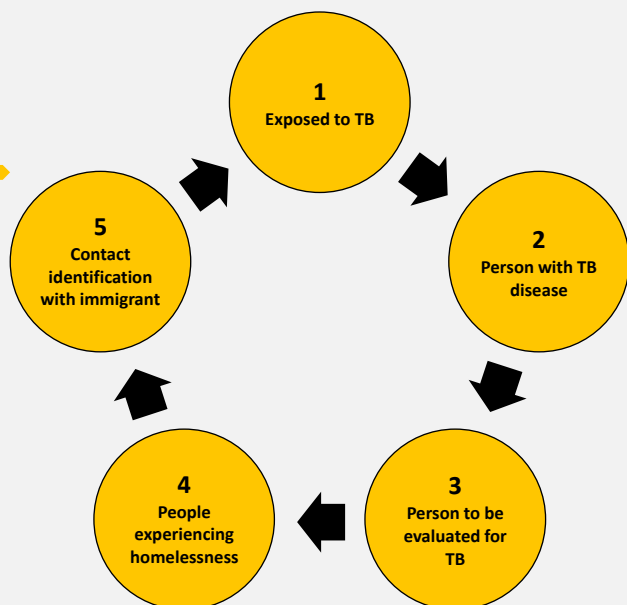 1
Exposed to TB
2
Person with TB
disease
3
Person to be
evaluated for
TB
4
People
experiencing
homelessness
5
Contact
identification
with immigrant